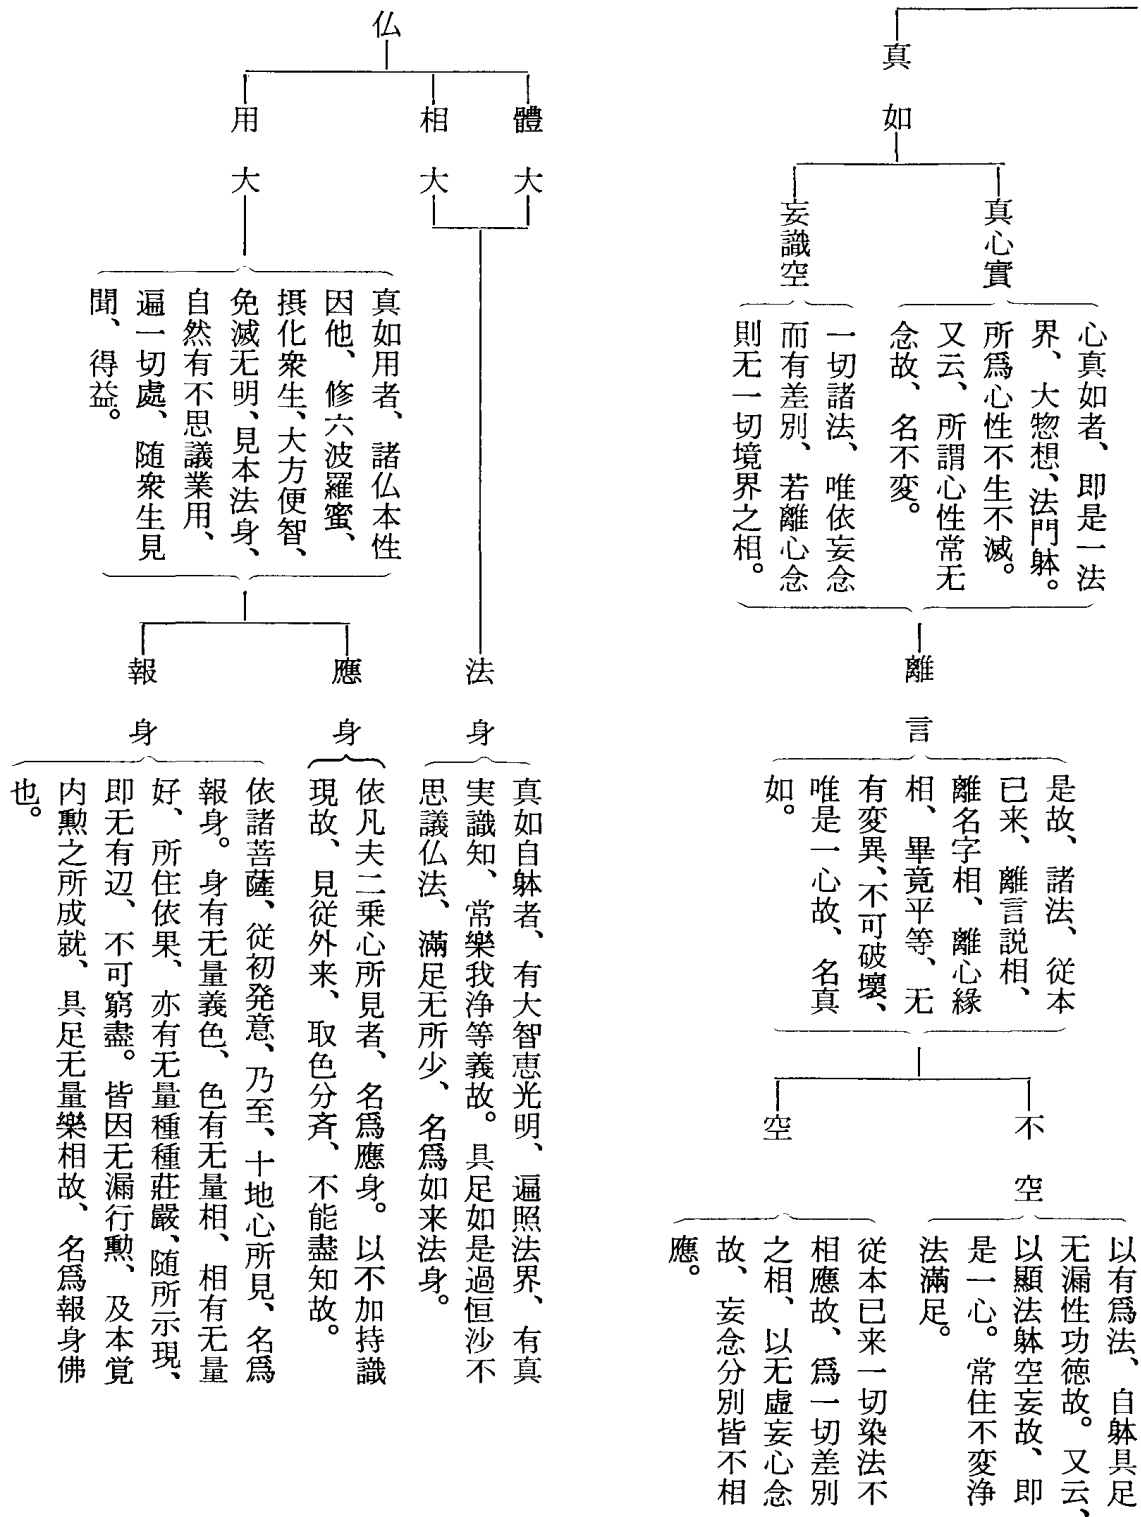 真如
真心實
心真如者、即是一法
界、大惣想、法門躰。
所爲心性不生不滅。
又云、所謂心性常无
念故、名不変。
妄識空
一切諸法、唯依妄念
而有差別、若離心念
則无一切境界之相。
離言
是故、諸法、従本
已来、離言説相、
離名字相、離心緣
相、畢竟平等、无
有変異、不可破壞、
唯是一心故、名真
如。
不空
以有爲法、自躰具足
无漏性功徳故。又云、
以顯法躰空妄故、即
是一心。常住不変浄
法滿足。
空
従本已来一切染法不
相應故、爲一切差別
之相、以无虛妄心念
故、妄念分別皆不相
應。
仏
體大
相大
用大
真如用者、諸仏本性
因他、修六波羅蜜、
摂化衆生、大方便智、
免滅无明、見本法身、
自然有不思議業用、
遍一切處、随衆生見
聞、得益。
法身
真如自躰者、有大智恵光明、遍照法界、有真
実識知、常樂我浄等義故。具足如是過恒沙不
思議仏法、滿足无所少、名爲如来法身。
應身
依凡夫二乗心所見者、名爲應身。以不加持識
現故、見従外来、取色分斉、不能盡知故。
報身
依諸菩薩、従初発意、乃至、十地心所見、名爲
報身。身有无量義色、色有无量相、相有无量
好、所住依果、亦有无量種種莊嚴、随所示現、
即无有辺、不可窮盡。皆因无漏行勲、及本覚
内勲之所成就、具足无量樂相故、名爲報身佛
也。